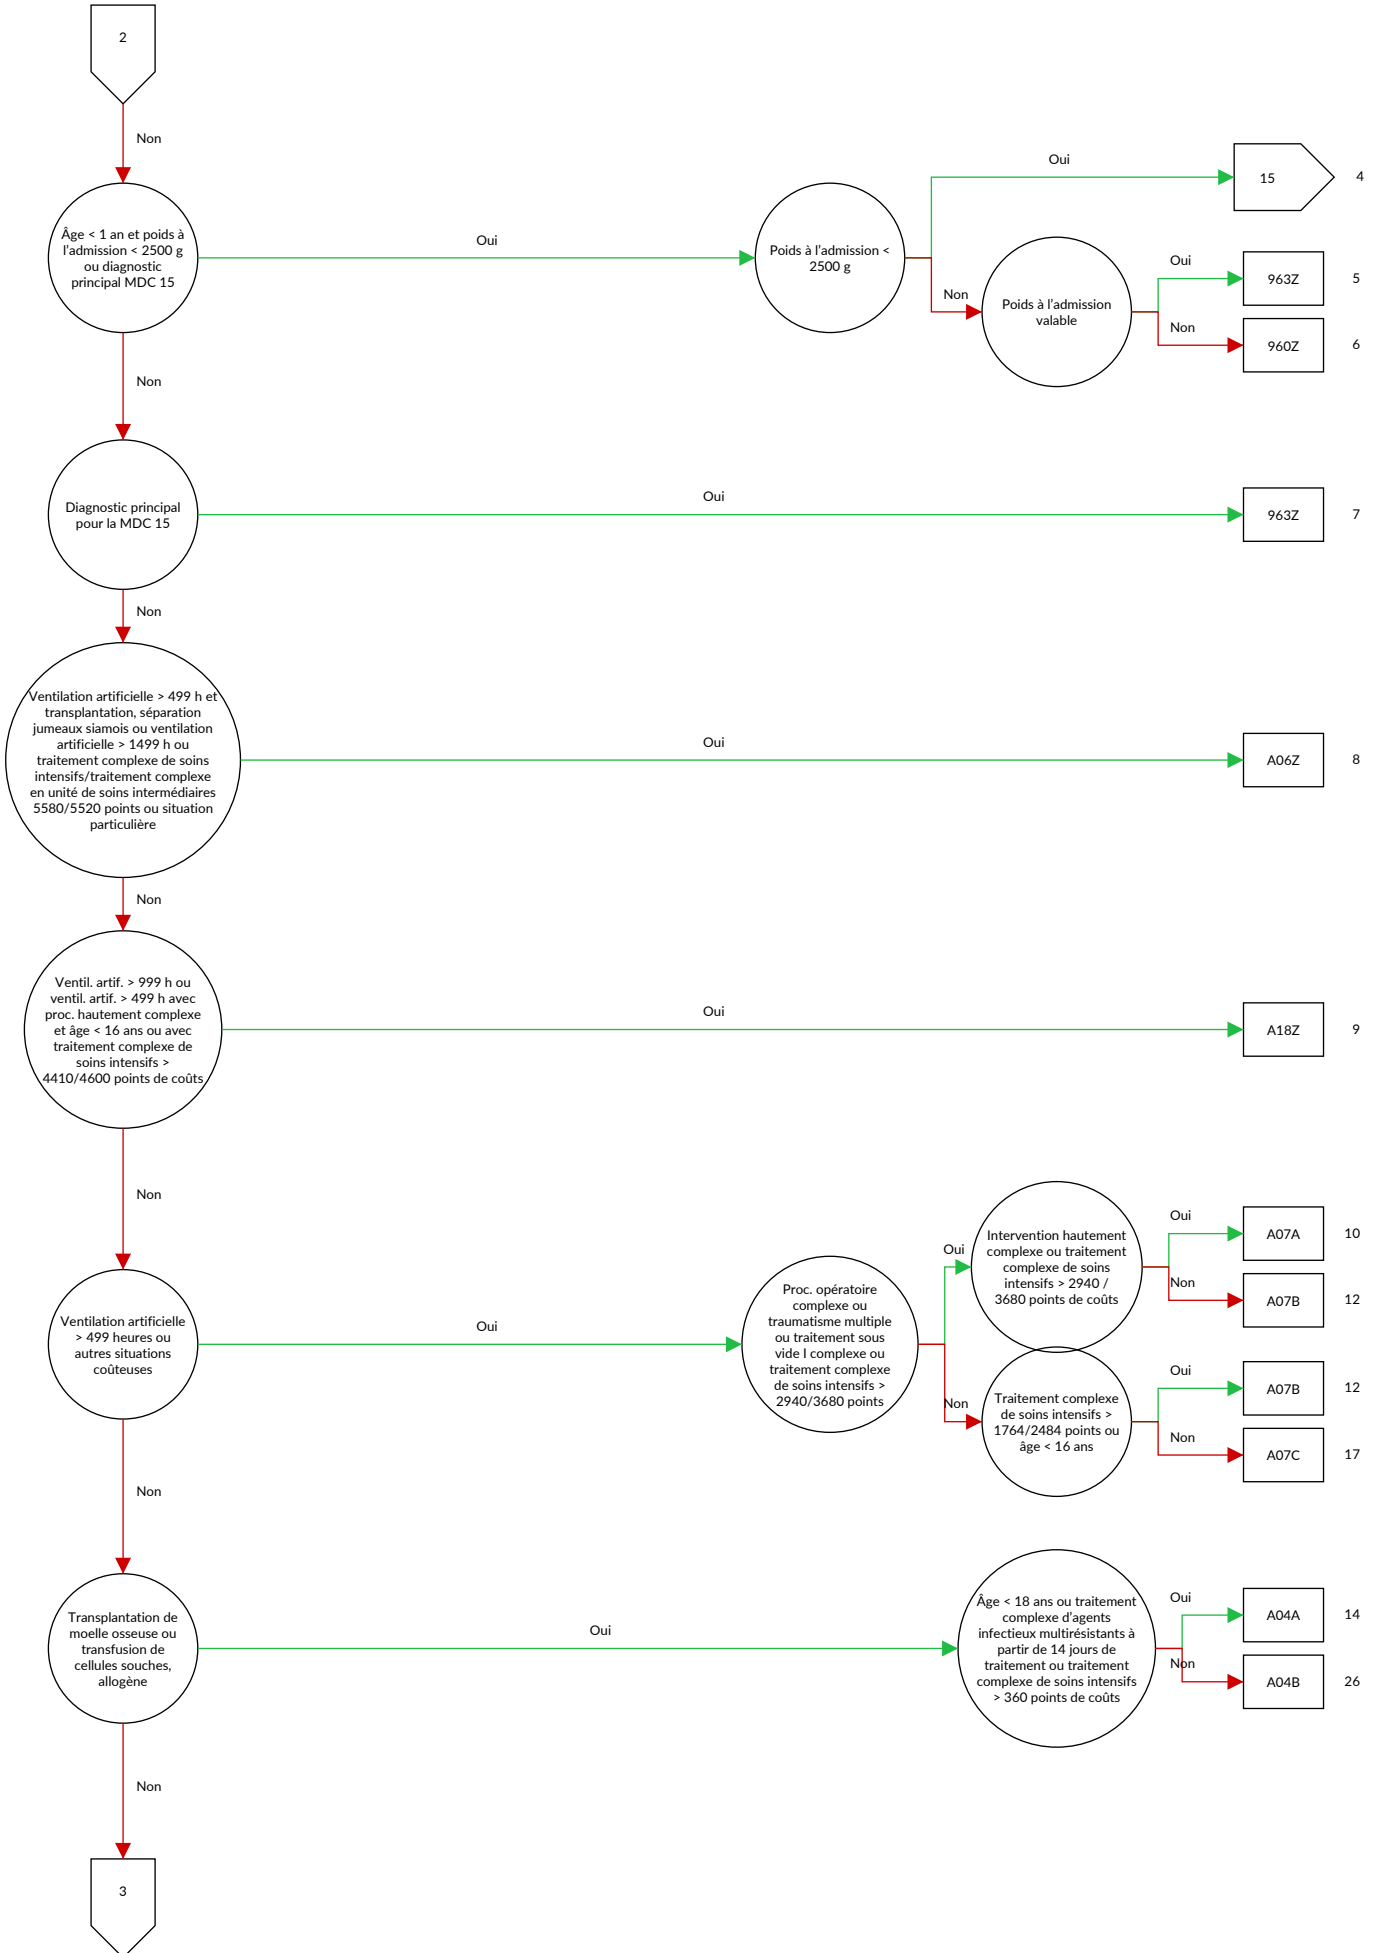 2
Non
Âge < 1 an et poids à
l'admission < 2500 g
ou diagnostic
principal MDC 15
Oui
Poids à l'admission <
2500 g
Oui
15
4
Non
Poids à l'admission
valable
Oui
963Z
5
Non
960Z
6
Non
Diagnostic principal
pour la MDC 15
Oui
963Z
7
Non
Ventilation artificielle > 499 h et
transplantation, séparation
jumeaux siamois ou ventilation
artificielle > 1499 h ou
traitement complexe de soins
intensifs/traitement complexe
en unité de soins intermédiaires
5580/5520 points ou situation
particulière
Oui
A06Z
8
Non
Ventil. artif. > 999 h ou
ventil. artif. > 499 h avec
proc. hautement complexe
et âge < 16 ans ou avec
traitement complexe de
soins intensifs >
4410/4600 points de coûts
Oui
A18Z
9
Non
Ventilation artificielle
> 499 heures ou
autres situations
coûteuses
Oui
Proc. opératoire
complexe ou
traumatisme multiple
ou traitement sous
vide I complexe ou
traitement complexe
de soins intensifs >
2940/3680 points
Oui
Intervention hautement
complexe ou traitement
complexe de soins
intensifs > 2940 /
3680 points de coûts
Oui
A07A
10
Non
A07B
12
Non
Traitement complexe
de soins intensifs >
1764/2484 points ou
âge < 16 ans
Oui
A07B
12
Non
A07C
17
Non
Transplantation de
moelle osseuse ou
transfusion de
cellules souches,
allogène
Oui
Âge < 18 ans ou traitement
complexe d'agents
infectieux multirésistants à
partir de 14 jours de
traitement ou traitement
complexe de soins intensifs
> 360 points de coûts
Oui
A04A
14
Non
A04B
26
Non
3